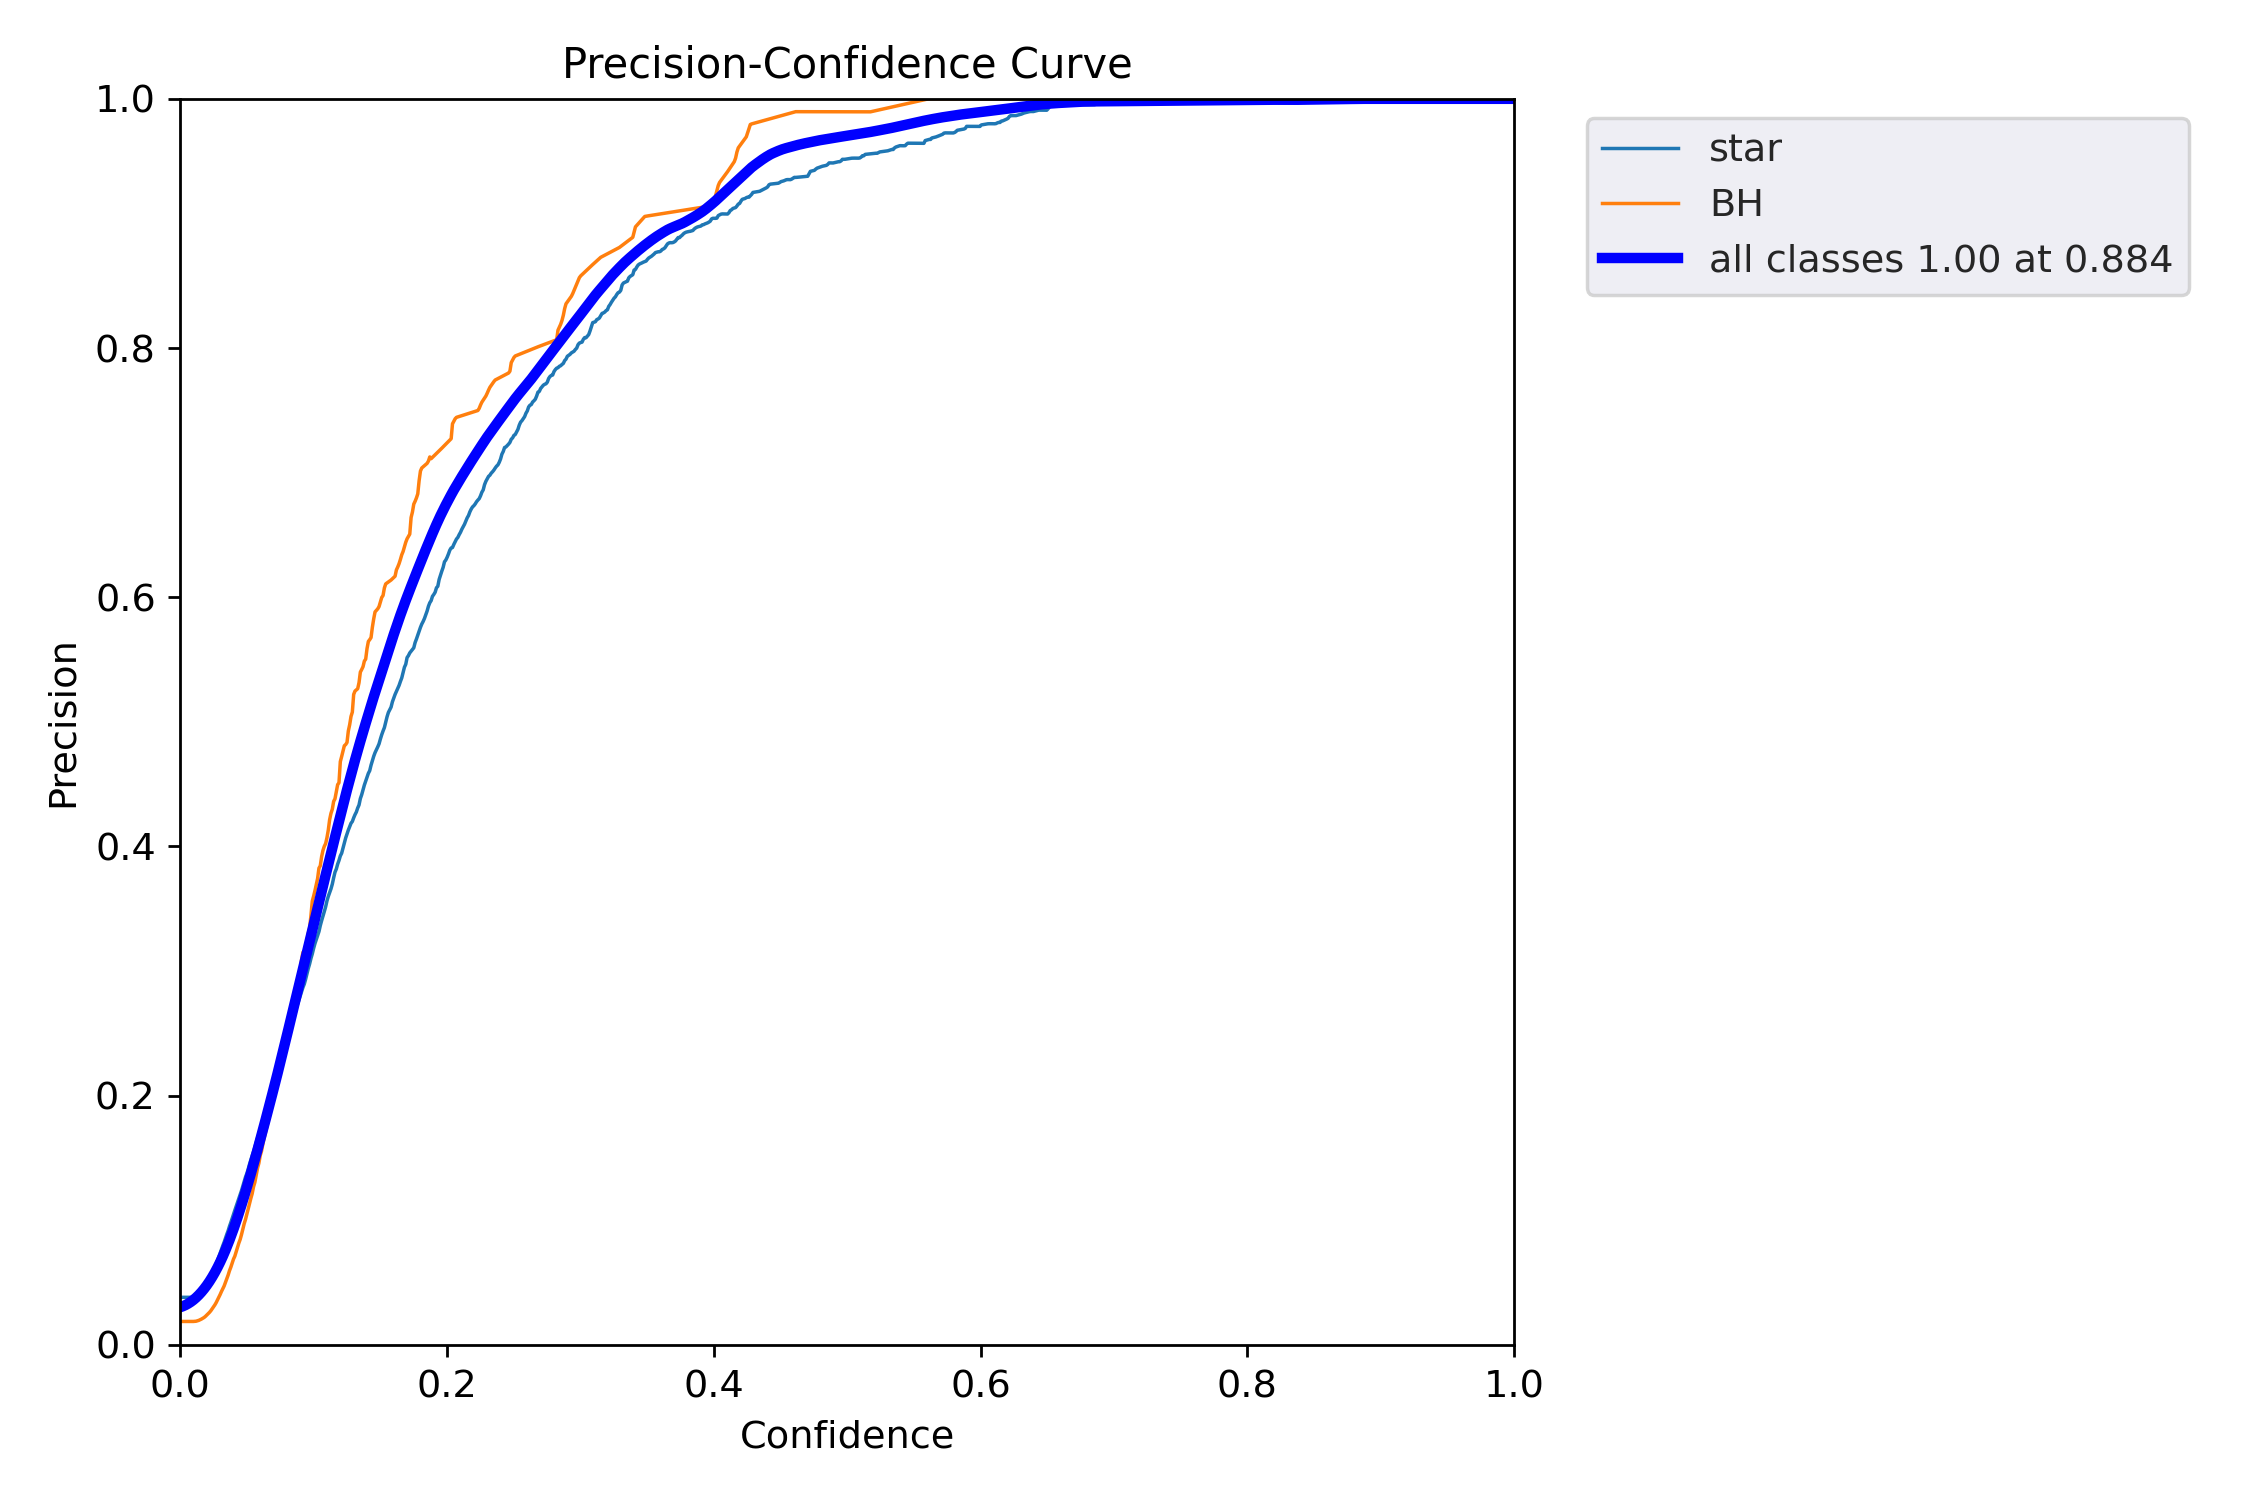 Precision-Confidence Curve
1.0
0.8
0.6
0.4
0.2
0.0
Precision
0.0 0.2 0.4 0.6 0.8 1.0
Confidence
star
BH
all classes 1.00 at 0.884